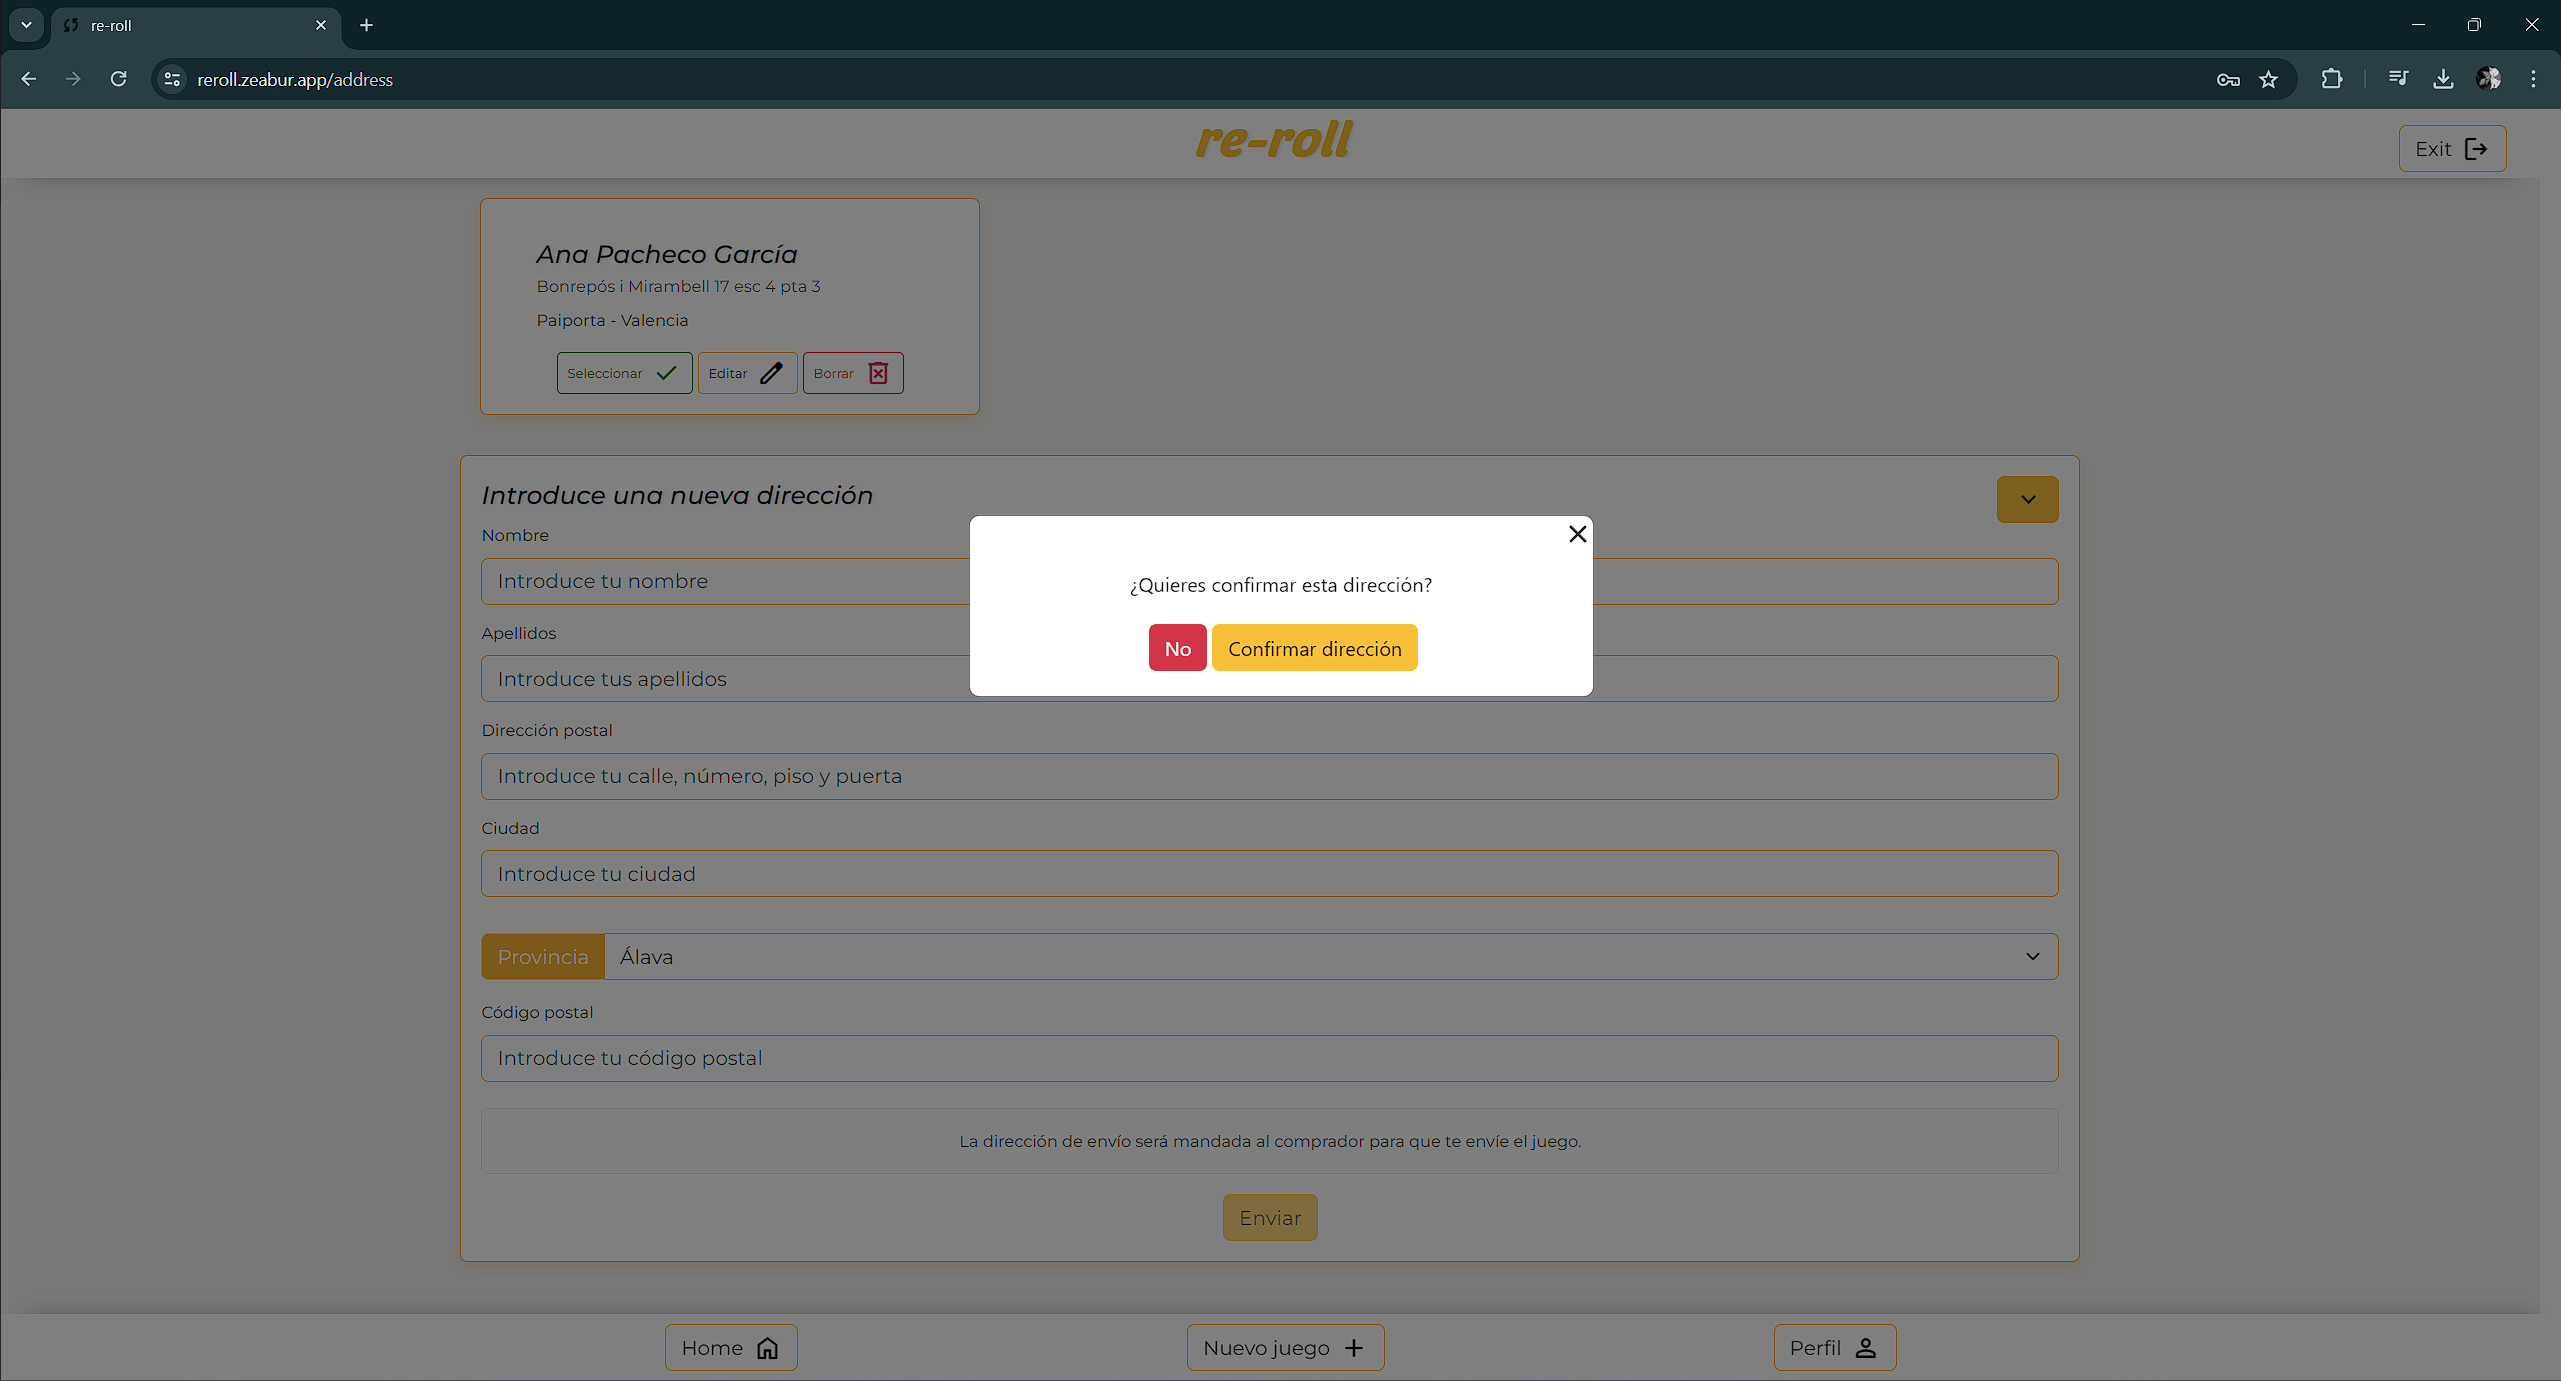 re-roll
reroll.zeabur.app/address
re-roll
Exit
Ana Pacheco García
Bonrepós i Mirambell 17 esc 4 pta 3
Paiporta - Valencia
Seleccionar Editar Borrar
Introduce una nueva dirección
Nombre
Introduce tu nombre
¿Quieres confirmar esta dirección?
No Confirmar dirección
Apellidos
Introduce tus apellidos
Dirección postal
Introduce tu calle, número, piso y puerta
Ciudad
Introduce tu ciudad
Provincia Álava
Código postal
Introduce tu código postal
La dirección de envío será mandada al comprador para que te envíe el juego.
Enviar
Home Nuevo juego Perfil